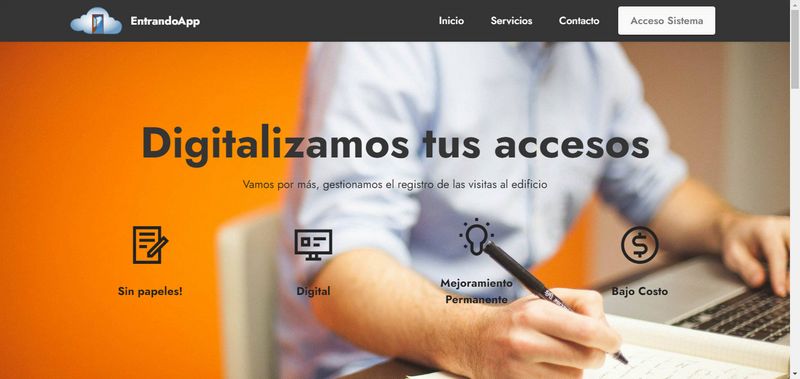 EntrandoApp
Inicio
Servicios
Contacto
Acceso Sistema
Digitalizamos tus accesos
Vamos por más, gestionamos el registro de las visitas al edificio
Sin papeles!
Digital
Mejoramiento
Permanente
Bajo Costo